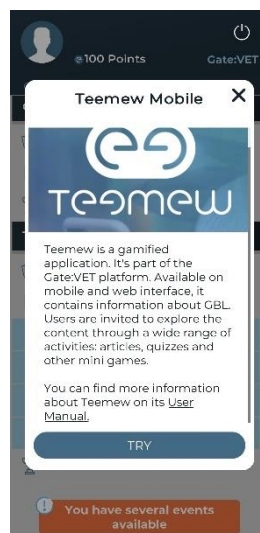 100 Points
Gate:VET
Teemew Mobile
Teemew
Teemew is a gamified
application. It's part of the
Gate:VET platform. Available on
mobile and web interface, it
contains information about GBL.
Users are invited to explore the
content through a wide range of
activities: articles, quizzes and
other mini games.
You can find more information
about Teemew on its User
Manual.
TRY
You have several events
available